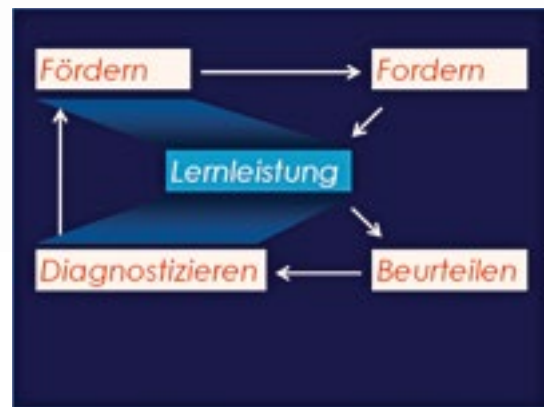 Fördern
Fordern
Lernleistung
Diagnostizieren
Beurteilen